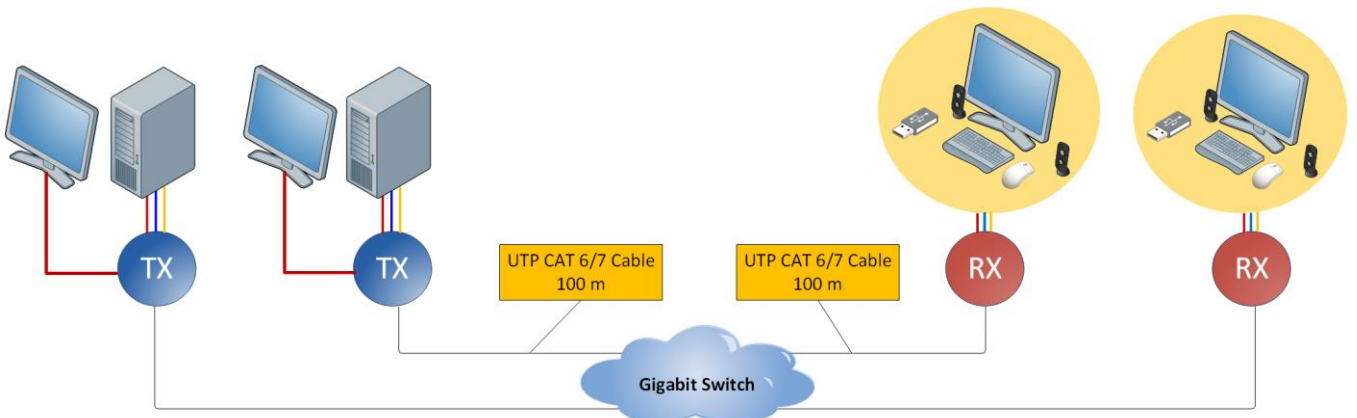 TX
TX
UTP CAT 6/7 Cable
100 m
UTP CAT 6/7 Cable
100 m
RX
RX
Gigabit Switch